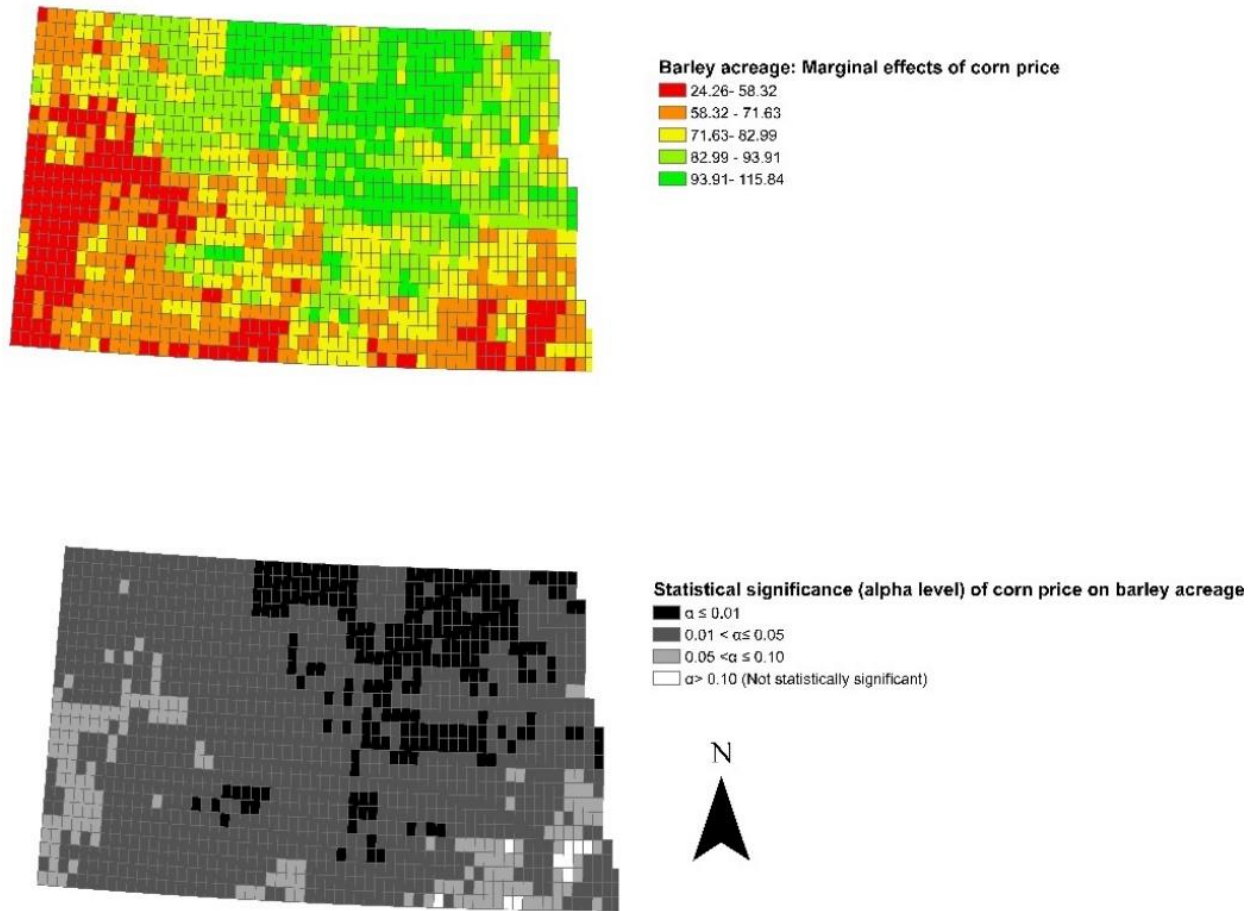 Barley acreage: Marginal effects of corn price
24.26- 58.32
58.32 - 71.63
71.63- 82.99
82.99 - 93.91
93.91- 115.84
Statistical significance (alpha level) of corn price on barley acreage
α ≤ 0.01
0.01 < α≤ 0.05
0.05 <α ≤ 0.10
α> 0.10 (Not statistically significant)
N